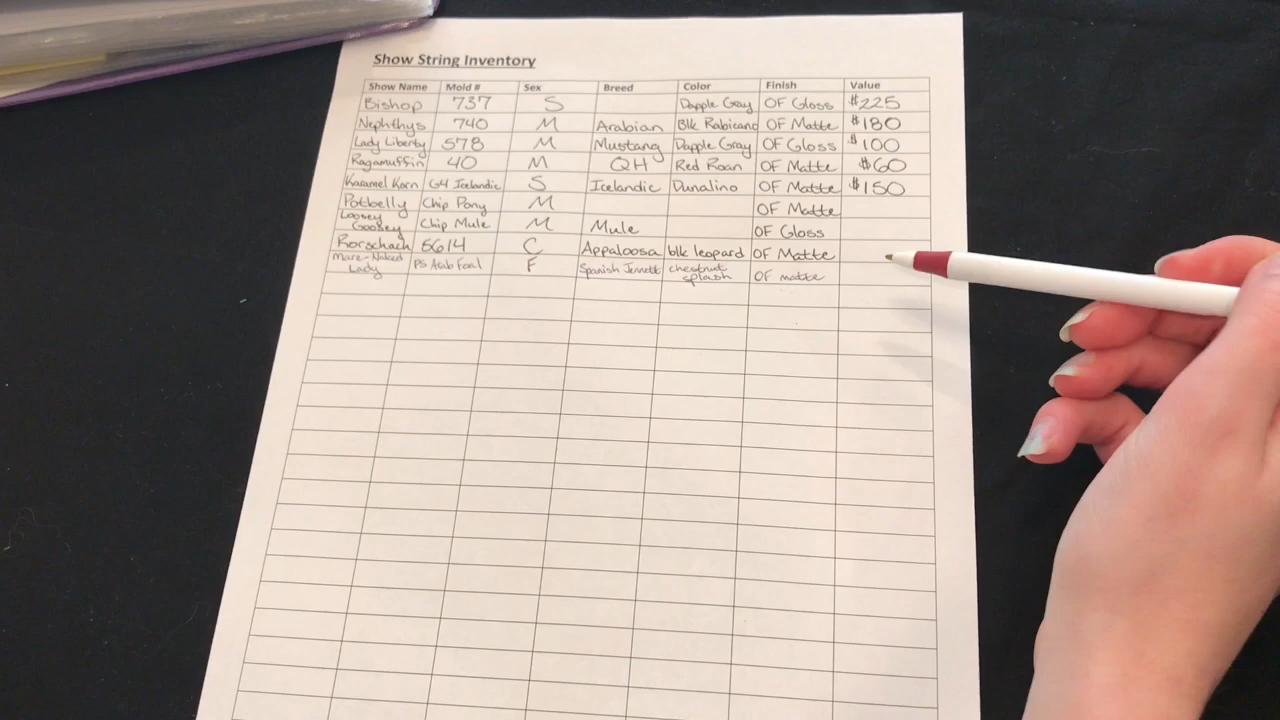 Show String Inventory
Show Name Mold # Sex Breed Color Finish Value
Bishop 737 S Dapple Gray OF Gloss $225
Nephthys 740 M Arabian Blk Rabicano OF Matte $180
Lady Liberty 578 M Mustang Dapple Gray OF Gloss $100
Ragamuffin 40 M QH Red Roan OF Matte $60
Karamel Korn G4 Icelandic S Icelandic Dunalino OF Matte $150
Potbelly Chip Pony M OF Matte
Loosey Goosey Chip Mule M Mule OF Gloss
Rorschach 5614 C Appaloosa blk leopard OF Matte
Mare-Naked Lady PS Arab Foal F Spanish Jennett chestnut splash OF matte